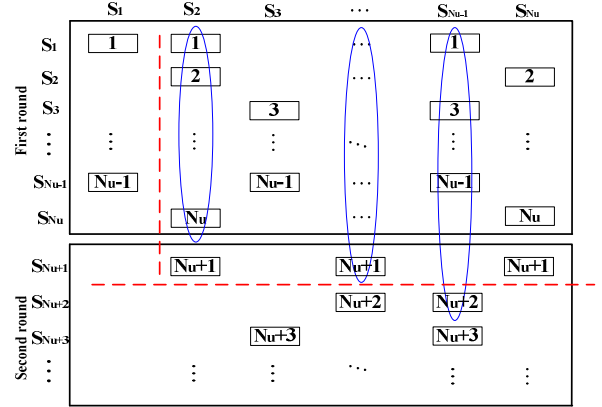 S1 S2 S3 ··· SNu-1 SNu
First round
S1 1 1 ··· 1
S2 2 ··· 2
S3 3 3
⋮ ⋮ ⋮ ⋮ ⋱ ⋮ ⋮
SNu-1 Nu-1 Nu-1 ··· Nu-1
SNu Nu ··· Nu
Second round
SNu+1 Nu+1 Nu+1 Nu+1
SNu+2 Nu+2 Nu+2
SNu+3 Nu+3 Nu+3
⋮ ⋮ ⋮ ⋱ ⋮ ⋮